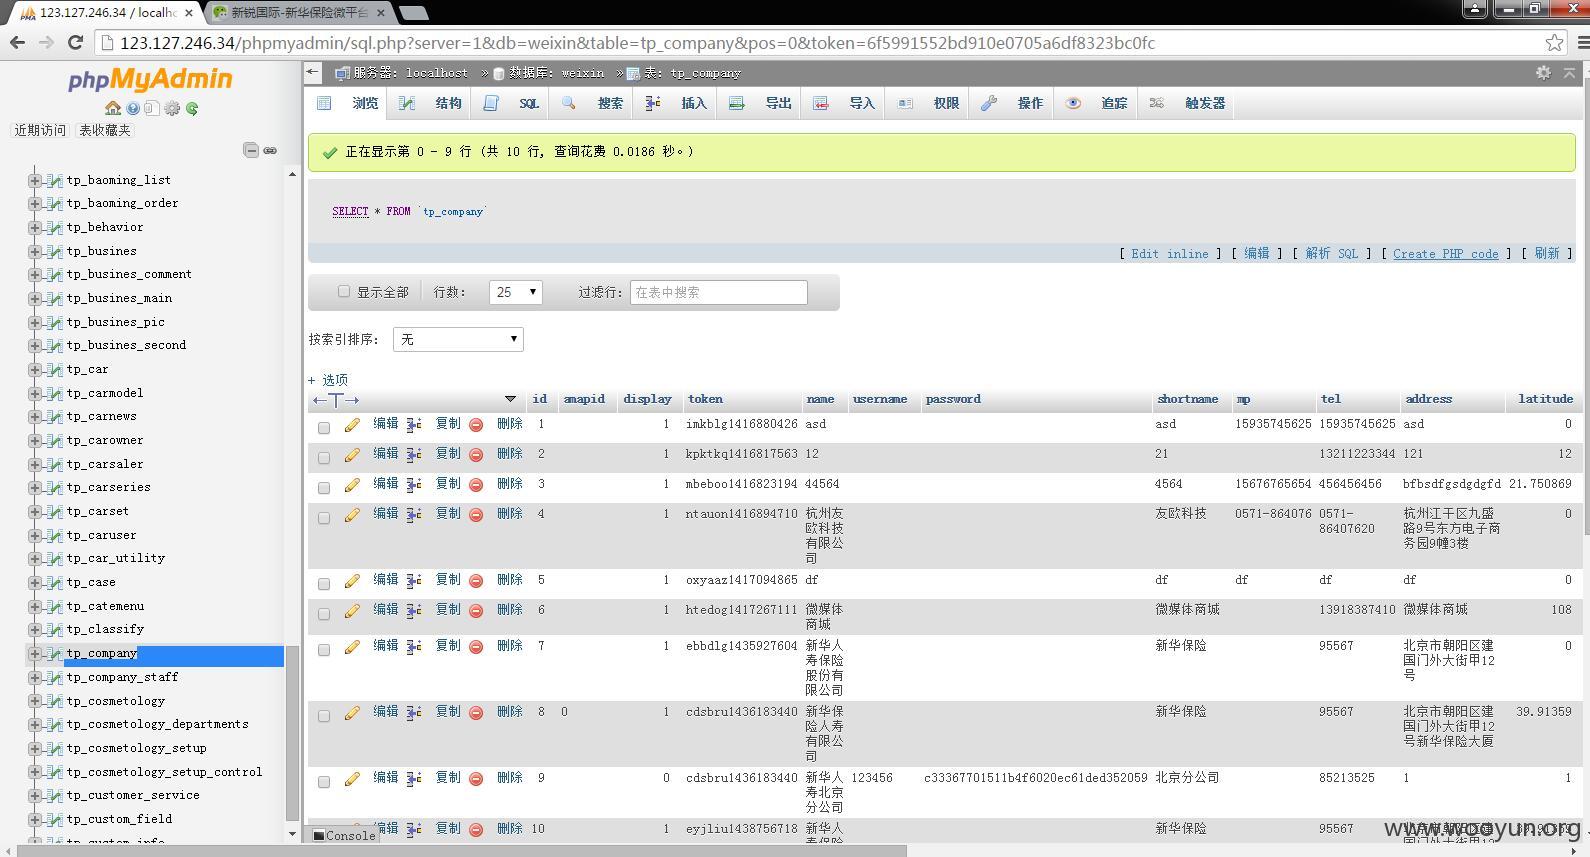 123.127.246.34 / localh
新锐国际-新华保险微平台
123.127.246.34/phpmyadmin/sql.php?server=1&db=weixin&table=tp_company&pos=0&token=6f5991552bd910e0705a6df8323bc0fc
phpMyAdmin
近期访问 表收藏夹
tp_baoming_list
tp_baoming_order
tp_behavior
tp_busines
tp_busines_comment
tp_busines_main
tp_busines_pic
tp_busines_second
tp_car
tp_carmodel
tp_carnews
tp_carowner
tp_carsaler
tp_carseries
tp_carset
tp_caruser
tp_car_utility
tp_case
tp_catemenu
tp_classify
tp_company
tp_company_staff
tp_cosmetology
tp_cosmetology_departments
tp_cosmetology_setup
tp_cosmetology_setup_control
tp_customer_service
tp_custom_field
tp_custom_info
服务器: localhost » 数据库: weixin » 表: tp_company
浏览 结构 SQL 搜索 插入 导出 导入 权限 操作 追踪 触发器
正在显示第 0 - 9 行 (共 10 行, 查询花费 0.0186 秒。)
SELECT * FROM `tp_company`
[ Edit inline ] [ 编辑 ] [ 解析 SQL ] [ Create PHP code ] [ 刷新 ]
显示全部 行数: 25 过滤行: 在表中搜索
按索引排序: 无
+ 选项
←T→ id amapid display token name username password shortname mp tel address latitude
编辑 复制 删除 1 1 imkblg1416880426 asd asd 15935745625 15935745625 asd 0
编辑 复制 删除 2 1 kpktkq1416817563 12 21 13211223344 121 12
编辑 复制 删除 3 1 mbeboo1416823194 44564 4564 15676765654 456456456 bfbsdfgsdgdgfd 21.750869
编辑 复制 删除 4 1 ntauon1416894710 杭州友 友欧科技 0571-864076 0571- 杭州江干区九盛 0
欧科技 86407620 路9号东方电子商
有限公 务园9幢3楼
司
编辑 复制 删除 5 1 oxyaaz1417094865 df df df df df 0
编辑 复制 删除 6 1 htedog1417267111 微媒体 微媒体商城 13918387410 微媒体商城 108
商城
编辑 复制 删除 7 1 ebbdlg1435927604 新华人 新华保险 95567 北京市朝阳区建 0
寿保险 国门外大街甲12
股份有 号
限公司
编辑 复制 删除 8 0 1 cdsbru1436183440 新华保 新华保险 95567 北京市朝阳区建 39.91359
险人寿 国门外大街甲12
有限公 号新华保险大厦
司
编辑 复制 删除 9 0 cdsbru1436183440 新华人 123456 c33367701511b4f6020ec61ded352059 北京分公司 85213525 1 1
寿北京
分公司
编辑 复制 删除 10 1 eyjliu1438756718 新华人 新华保险 95567 北京市朝阳区建 39.91359
Console
www.wooyun.org